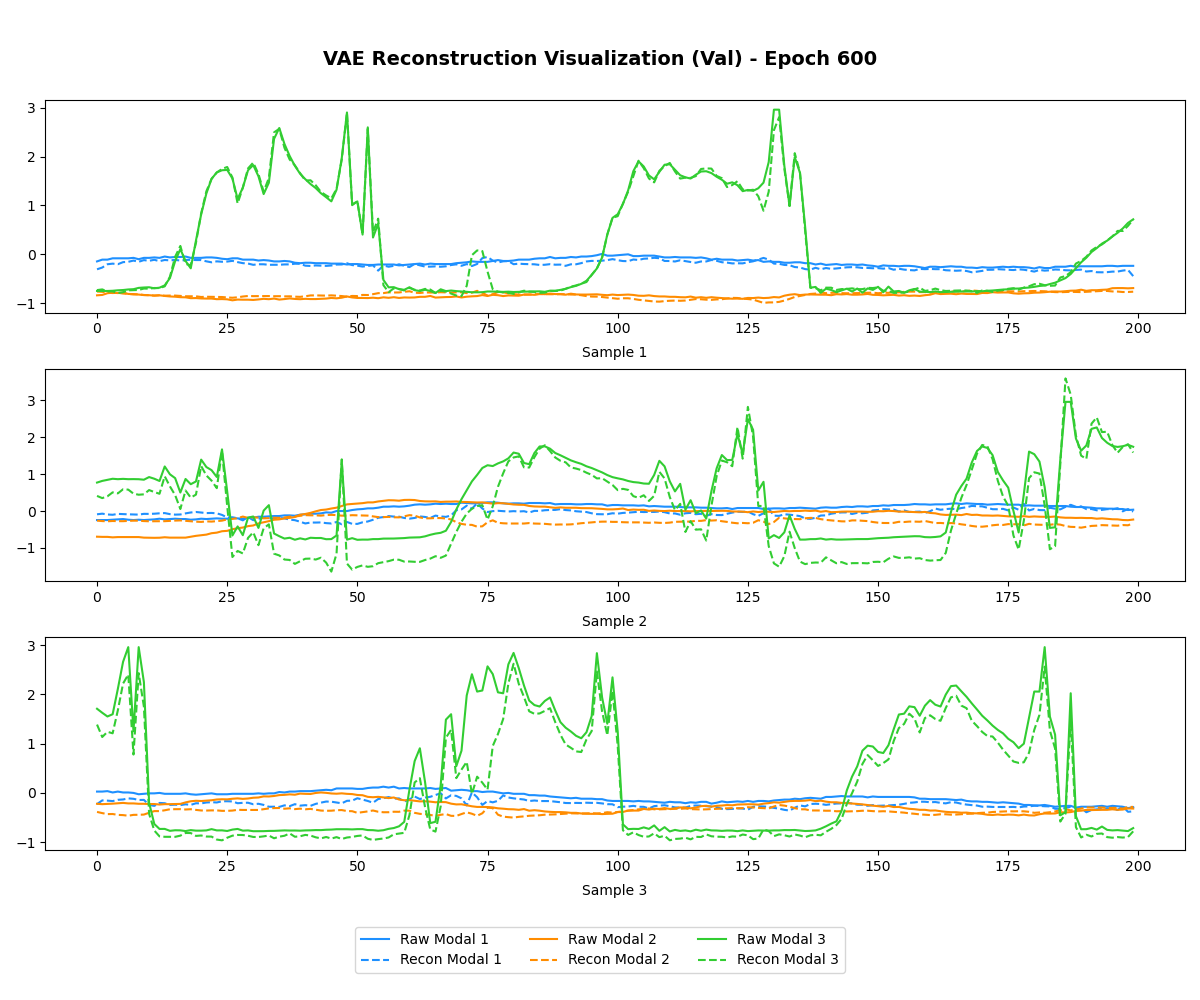 VAE Reconstruction Visualization (Val) - Epoch 600
3
2
1
0
−1
0 25 50 75 100 125 150 175 200
Sample 1
3
2
1
0
−1
0 25 50 75 100 125 150 175 200
Sample 2
3
2
1
0
−1
0 25 50 75 100 125 150 175 200
Sample 3
Raw Modal 1 Raw Modal 2 Raw Modal 3
Recon Modal 1 Recon Modal 2 Recon Modal 3